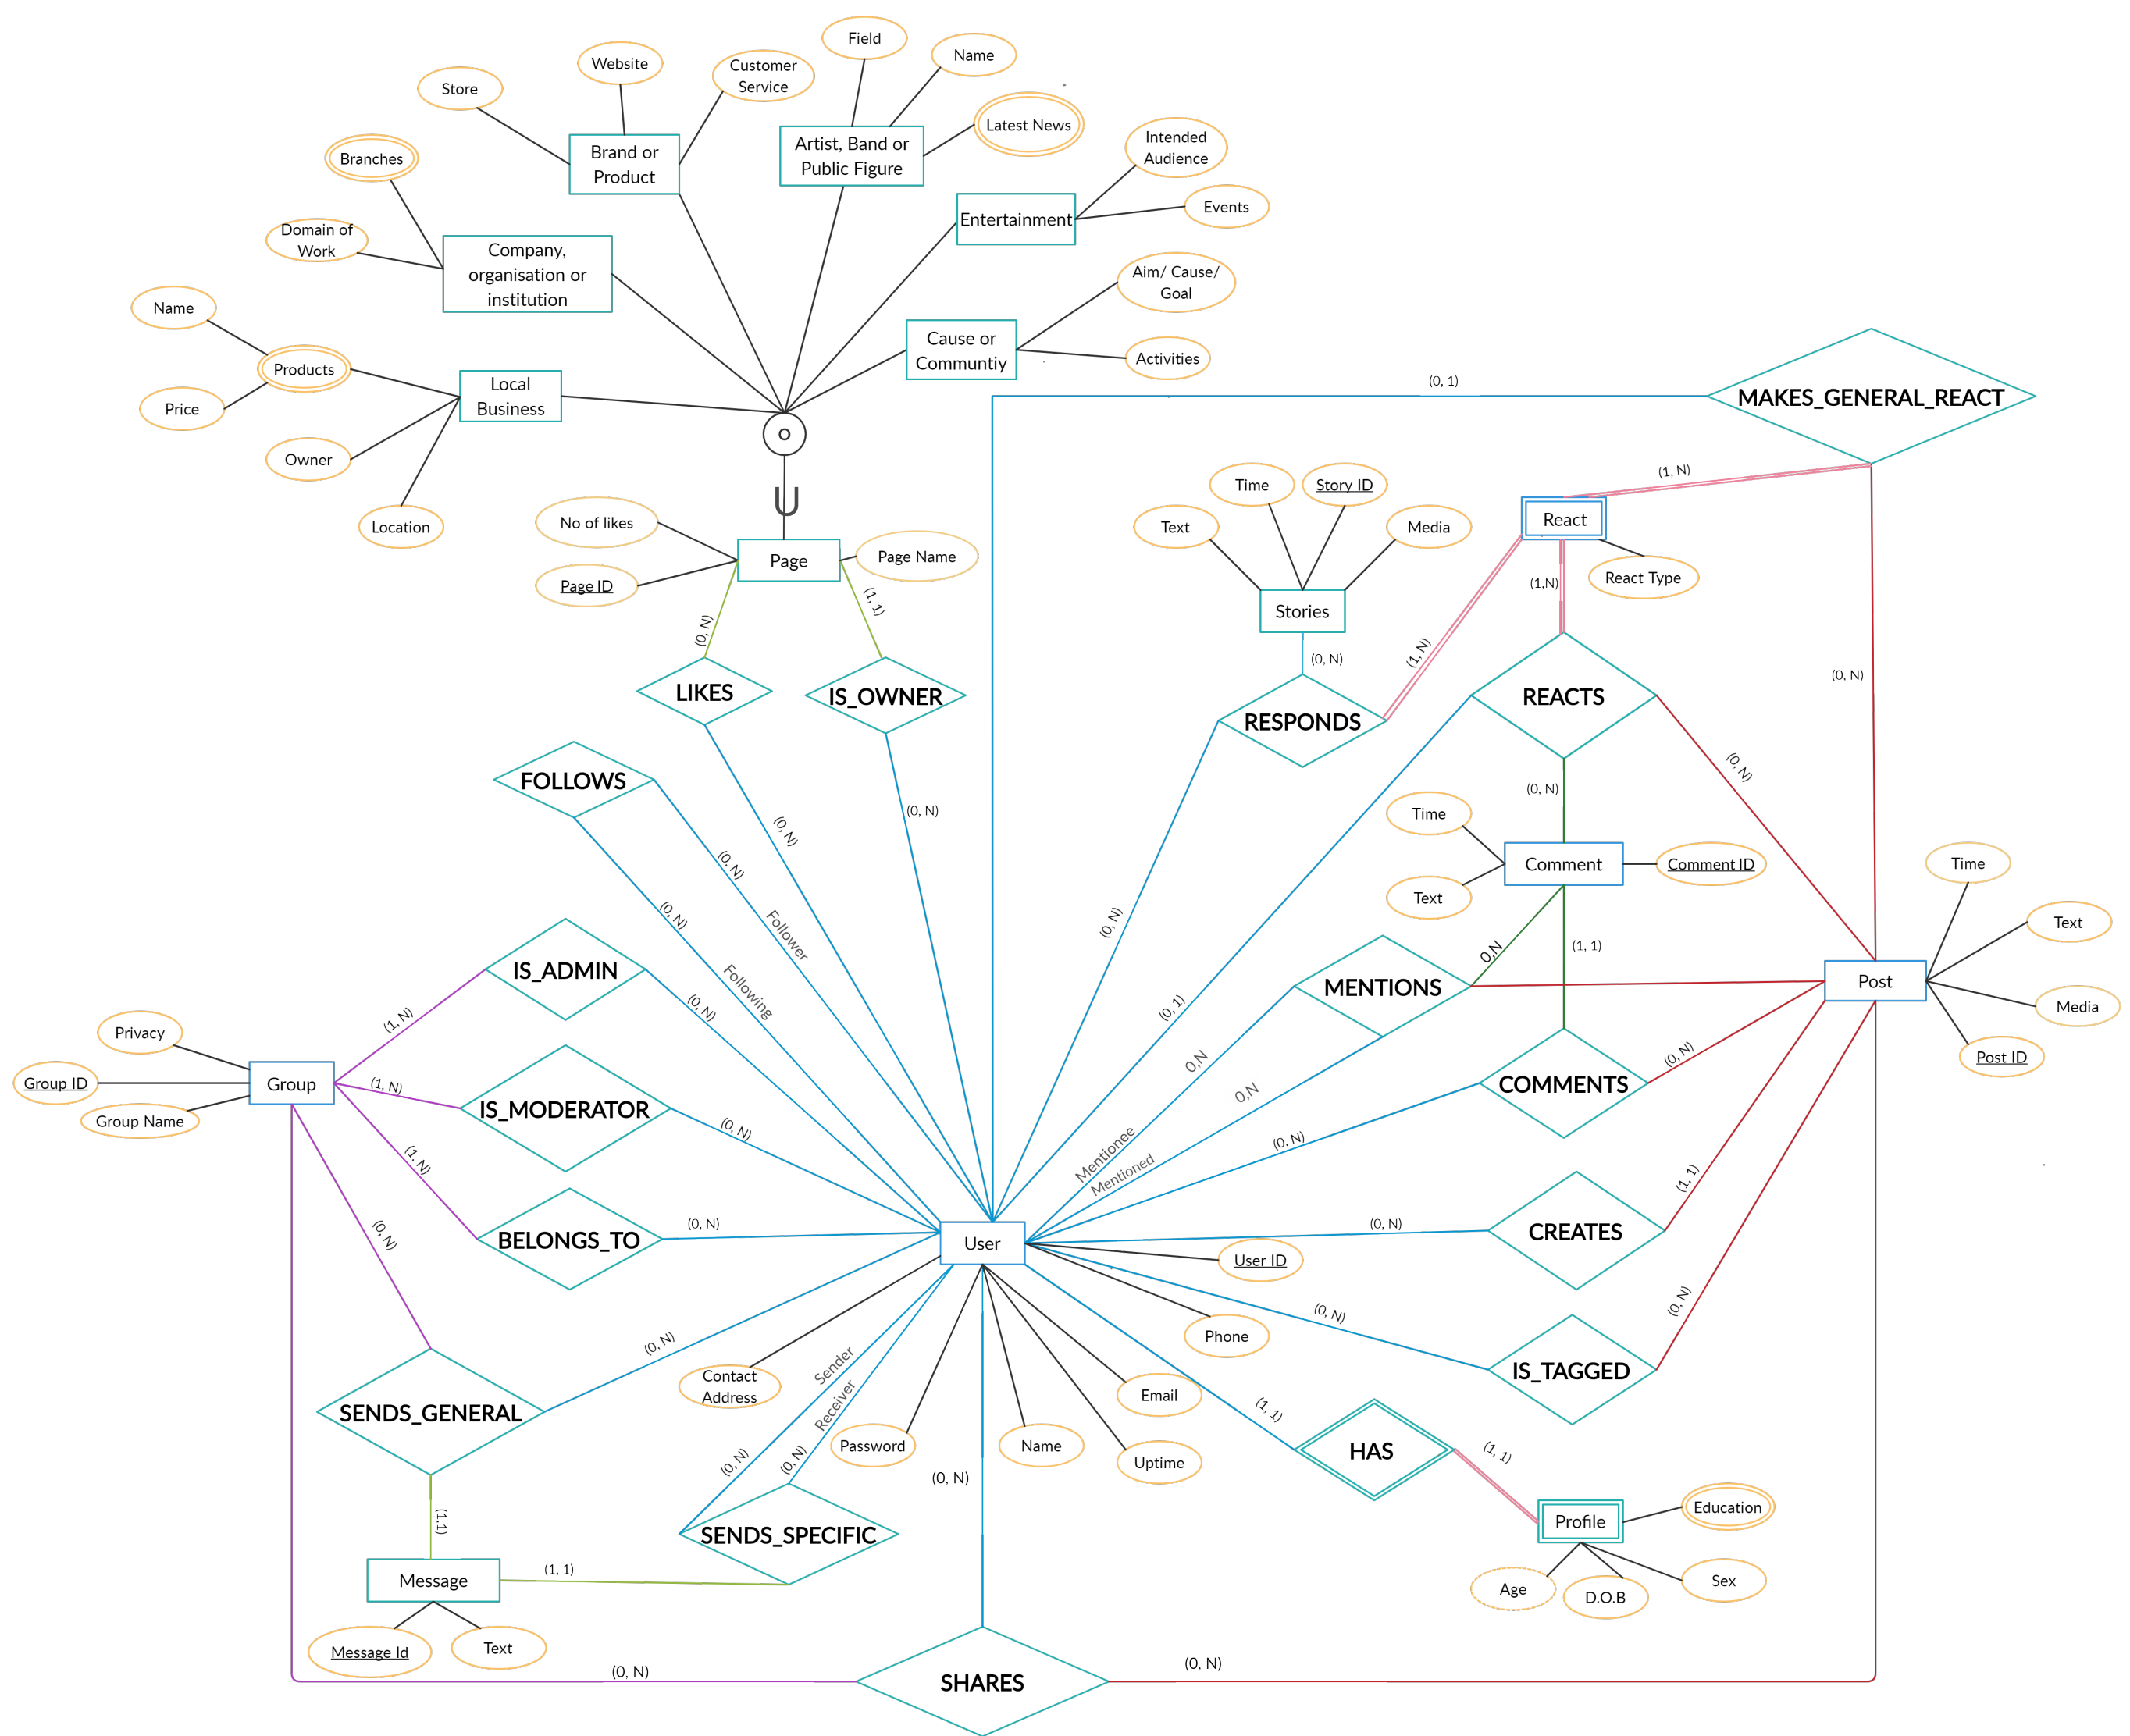 Field
Name
Website
Customer
Service
Store
Latest News
Brand or
Product
Artist, Band or
Public Figure
Intended
Audience
Branches
Entertainment
Events
Domain of
Work
Company,
organisation or
institution
Aim/ Cause/
Goal
Name
Cause or
Communtiy
Activities
Products
Local
Business
Price
(0, 1)
MAKES_GENERAL_REACT
O
Owner
Location
U
(1, N)
Time
Story ID
Text
Media
React
No of likes
Page
Page Name
Page ID
(1,N)
React Type
Stories
(1, 1)
(0, N)
(0, N)
(1, N)
(0, N)
LIKES
IS_OWNER
RESPONDS
REACTS
FOLLOWS
(0, N)
(0, N)
(0, N)
(0, N)
(0, N)
Time
Comment
Comment ID
Time
Text
(0, N)
(0, N)
Follower
(0, N)
Text
0,N
(1, 1)
IS_ADMIN
Following
MENTIONS
Post
(0, N)
(0, 1)
Media
(1, N)
Privacy
Group ID
Group
Group Name
(1, N)
IS_MODERATOR
(0, N)
0,N
0,N
(0, N)
Post ID
COMMENTS
(0, N)
Mentionee
Mentioned
(1, N)
(1, 1)
BELONGS_TO
(0, N)
(0, N)
User
(0, N)
CREATES
User ID
(0, N)
(0, N)
(0, N)
Phone
(0, N)
IS_TAGGED
Contact
Address
Sender
Receiver
Email
SENDS_GENERAL
(1, 1)
Password
Name
Uptime
HAS
(1, 1)
(0, N)
(0, N)
(0, N)
(1,1)
SENDS_SPECIFIC
Profile
Education
Message
(1, 1)
Age
D.O.B
Sex
Message Id
Text
(0, N)
(0, N)
SHARES